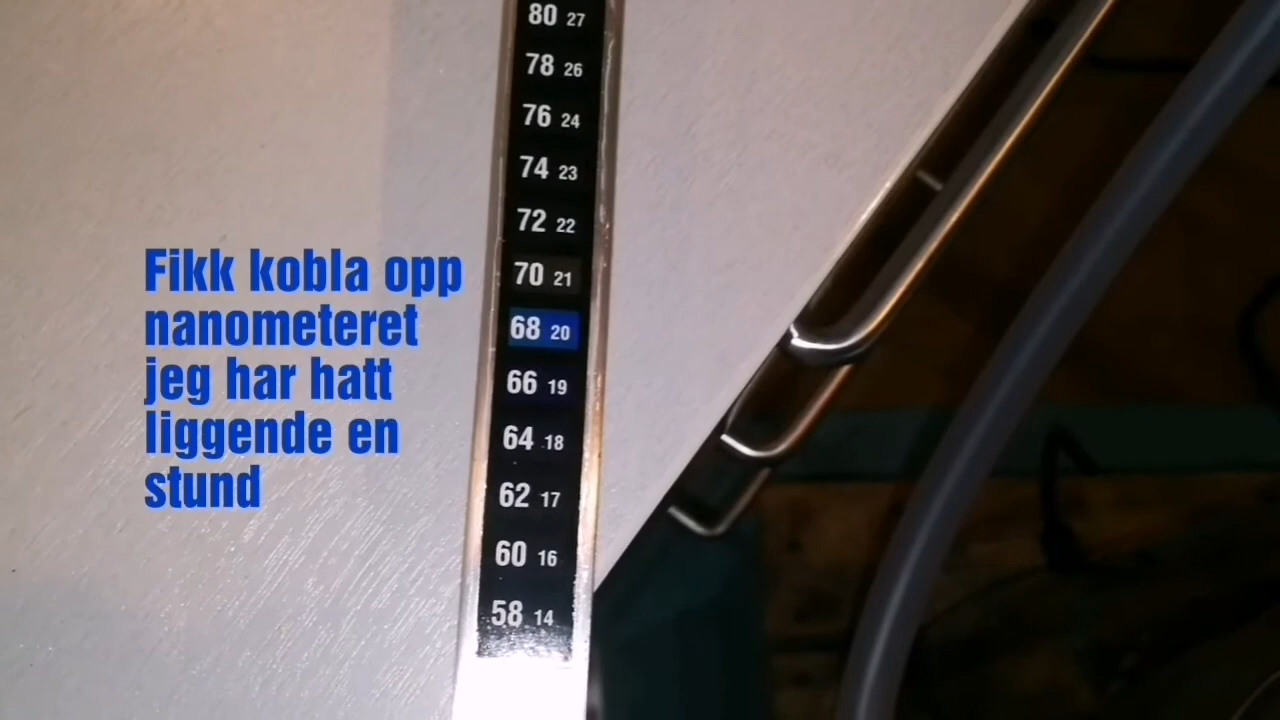 80 27
78 26
76 24
74 23
72 22
70 21
68 20
66 19
64 18
62 17
60 16
58 14
Fikk kobla opp
nanometeret
jeg har hatt
liggende en
stund